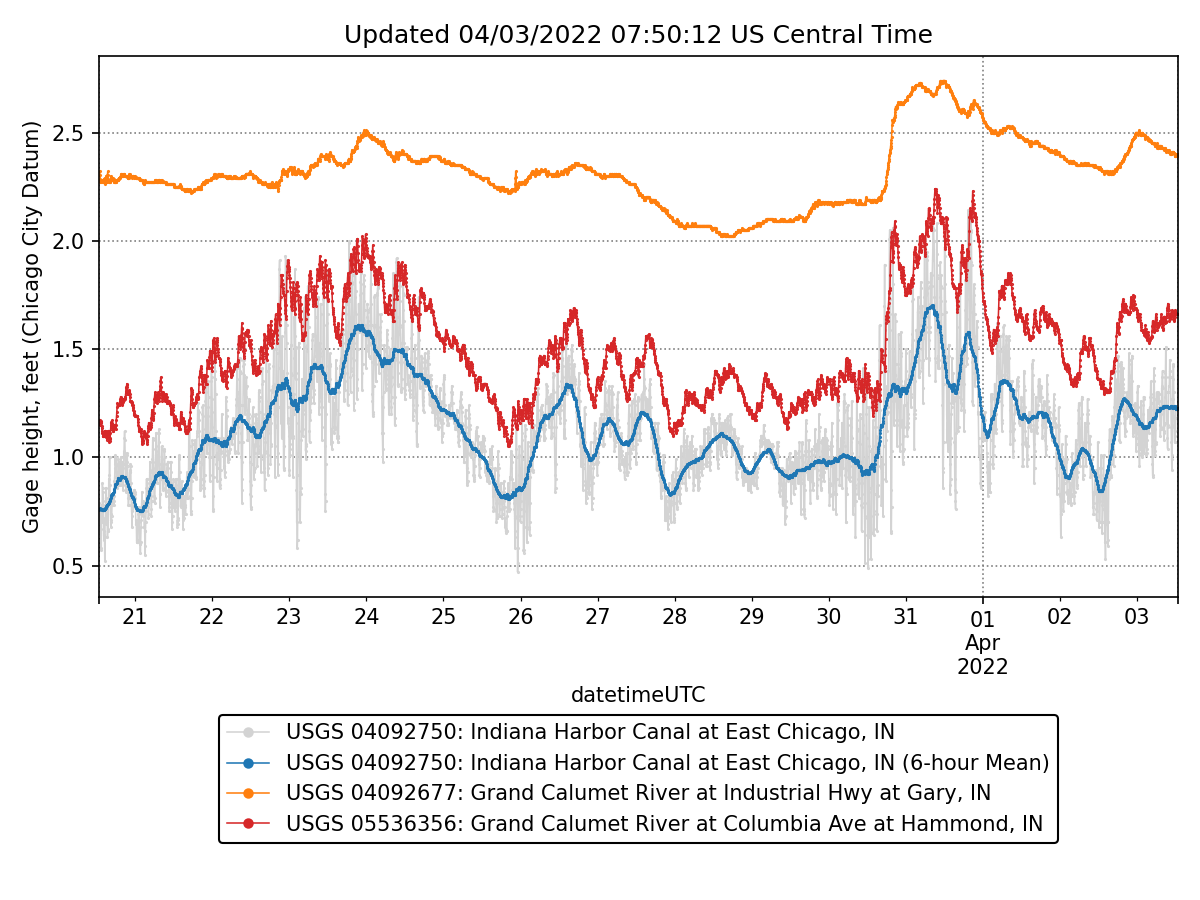 Updated 04/03/2022 07:50:12 US Central Time
Gage height, feet (Chicago City Datum)
2.5
2.0
1.5
1.0
0.5
21 22 23 24 25 26 27 28 29 30 31 01 02 03
Apr
2022
datetimeUTC
USGS 04092750: Indiana Harbor Canal at East Chicago, IN
USGS 04092750: Indiana Harbor Canal at East Chicago, IN (6-hour Mean)
USGS 04092677: Grand Calumet River at Industrial Hwy at Gary, IN
USGS 05536356: Grand Calumet River at Columbia Ave at Hammond, IN